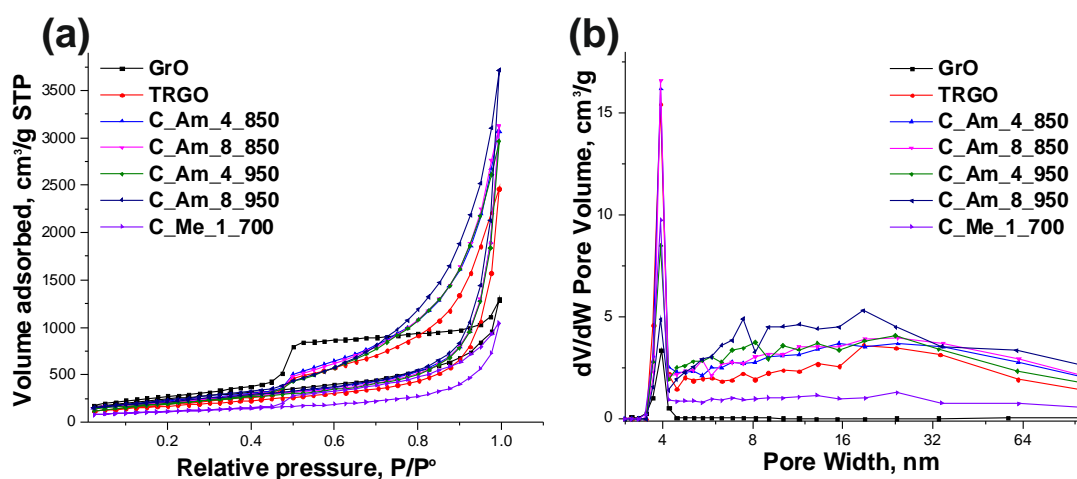 (a)
GrO
TRGO
C_Am_4_850
C_Am_8_850
C_Am_4_950
C_Am_8_950
C_Me_1_700
Volume adsorbed, cm³/g STP
3500
3000
2500
2000
1500
1000
500
0
0.2
0.4
0.6
0.8
1.0
Relative pressure, P/Pº
(b)
GrO
TRGO
C_Am_4_850
C_Am_8_850
C_Am_4_950
C_Am_8_950
C_Me_1_700
dV/dW Pore Volume, cm³/g
15
10
5
0
4
8
16
32
64
Pore Width, nm